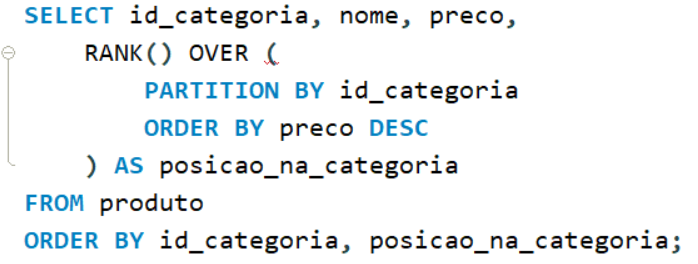 SELECT id_categoria, nome, preco,
RANK() OVER (
PARTITION BY id_categoria
ORDER BY preco DESC
) AS posicao_na_categoria
FROM produto
ORDER BY id_categoria, posicao_na_categoria;